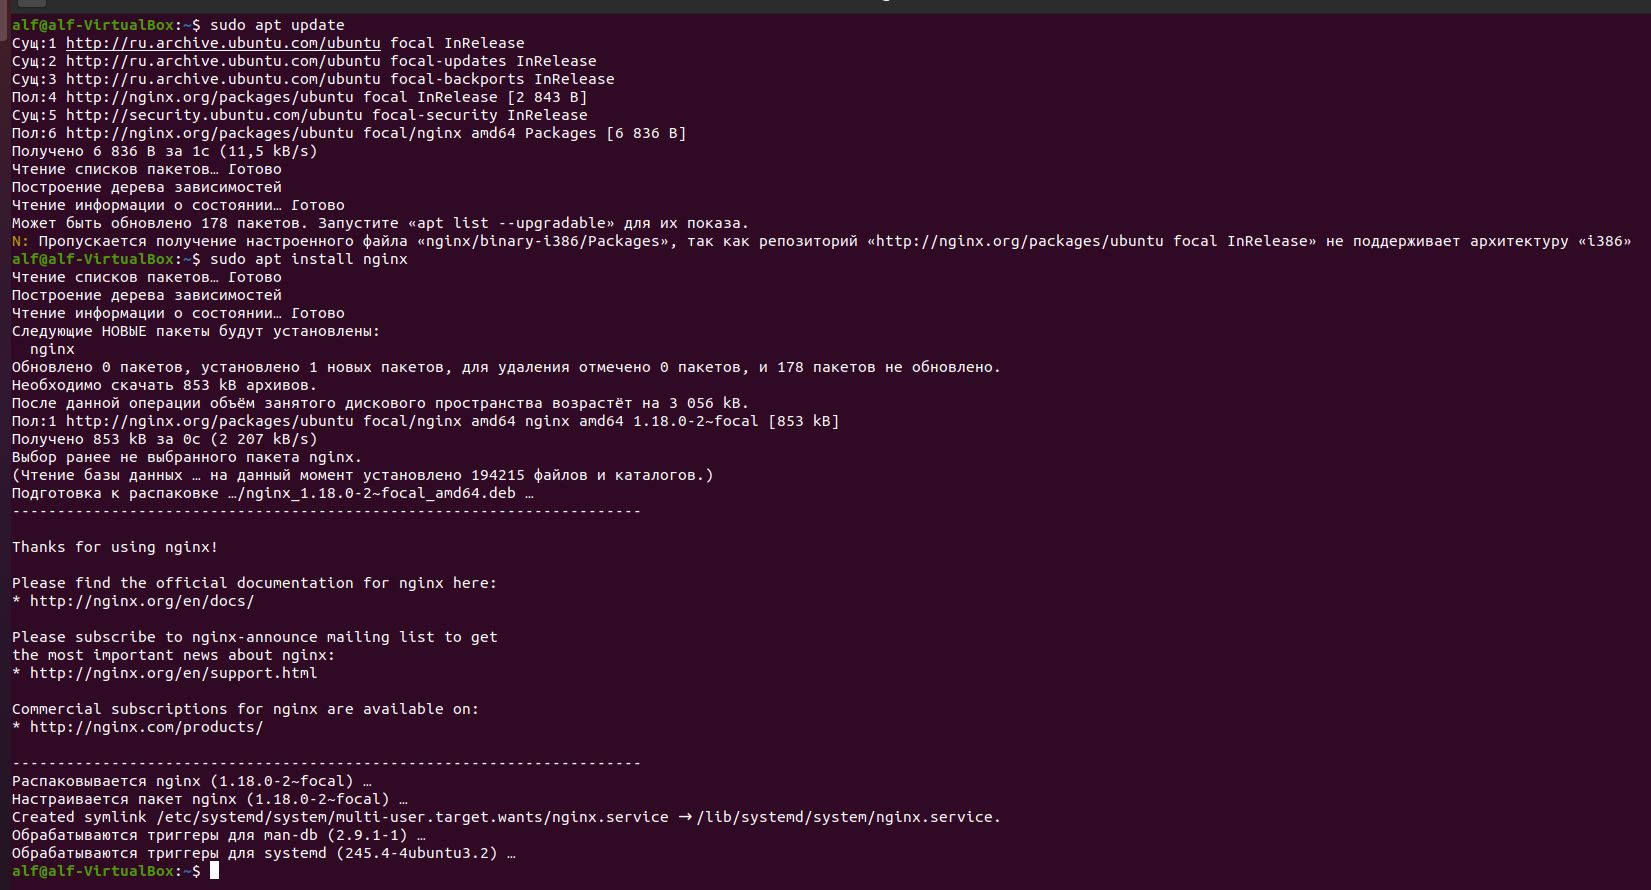 alf@alf-VirtualBox:~$ sudo apt update
Сущ:1 http://ru.archive.ubuntu.com/ubuntu focal InRelease
Сущ:2 http://ru.archive.ubuntu.com/ubuntu focal-updates InRelease
Сущ:3 http://ru.archive.ubuntu.com/ubuntu focal-backports InRelease
Пол:4 http://nginx.org/packages/ubuntu focal InRelease [2 843 B]
Сущ:5 http://security.ubuntu.com/ubuntu focal-security InRelease
Пол:6 http://nginx.org/packages/ubuntu focal/nginx amd64 Packages [6 836 B]
Получено 6 836 B за 1с (11,5 kB/s)
Чтение списков пакетов… Готово
Построение дерева зависимостей
Чтение информации о состоянии… Готово
Может быть обновлено 178 пакетов. Запустите «apt list --upgradable» для их показа.
N: Пропускается получение настроенного файла «nginx/binary-i386/Packages», так как репозиторий «http://nginx.org/packages/ubuntu focal InRelease» не поддерживает архитектуру «i386»
alf@alf-VirtualBox:~$ sudo apt install nginx
Чтение списков пакетов… Готово
Построение дерева зависимостей
Чтение информации о состоянии… Готово
Следующие НОВЫЕ пакеты будут установлены:
  nginx
Обновлено 0 пакетов, установлено 1 новых пакетов, для удаления отмечено 0 пакетов, и 178 пакетов не обновлено.
Необходимо скачать 853 kB архивов.
После данной операции объём занятого дискового пространства возрастёт на 3 056 kB.
Пол:1 http://nginx.org/packages/ubuntu focal/nginx amd64 nginx amd64 1.18.0-2~focal [853 kB]
Получено 853 kB за 0с (2 207 kB/s)
Выбор ранее не выбранного пакета nginx.
(Чтение базы данных … на данный момент установлено 194215 файлов и каталогов.)
Подготовка к распаковке …/nginx_1.18.0-2~focal_amd64.deb …
----------------------------------------------------------------------
Thanks for using nginx!
Please find the official documentation for nginx here:
* http://nginx.org/en/docs/
Please subscribe to nginx-announce mailing list to get
the most important news about nginx:
* http://nginx.org/en/support.html
Commercial subscriptions for nginx are available on:
* http://nginx.com/products/
----------------------------------------------------------------------
Распаковывается nginx (1.18.0-2~focal) …
Настраивается пакет nginx (1.18.0-2~focal) …
Created symlink /etc/systemd/system/multi-user.target.wants/nginx.service → /lib/systemd/system/nginx.service.
Обрабатываются триггеры для man-db (2.9.1-1) …
Обрабатываются триггеры для systemd (245.4-4ubuntu3.2) …
alf@alf-VirtualBox:~$